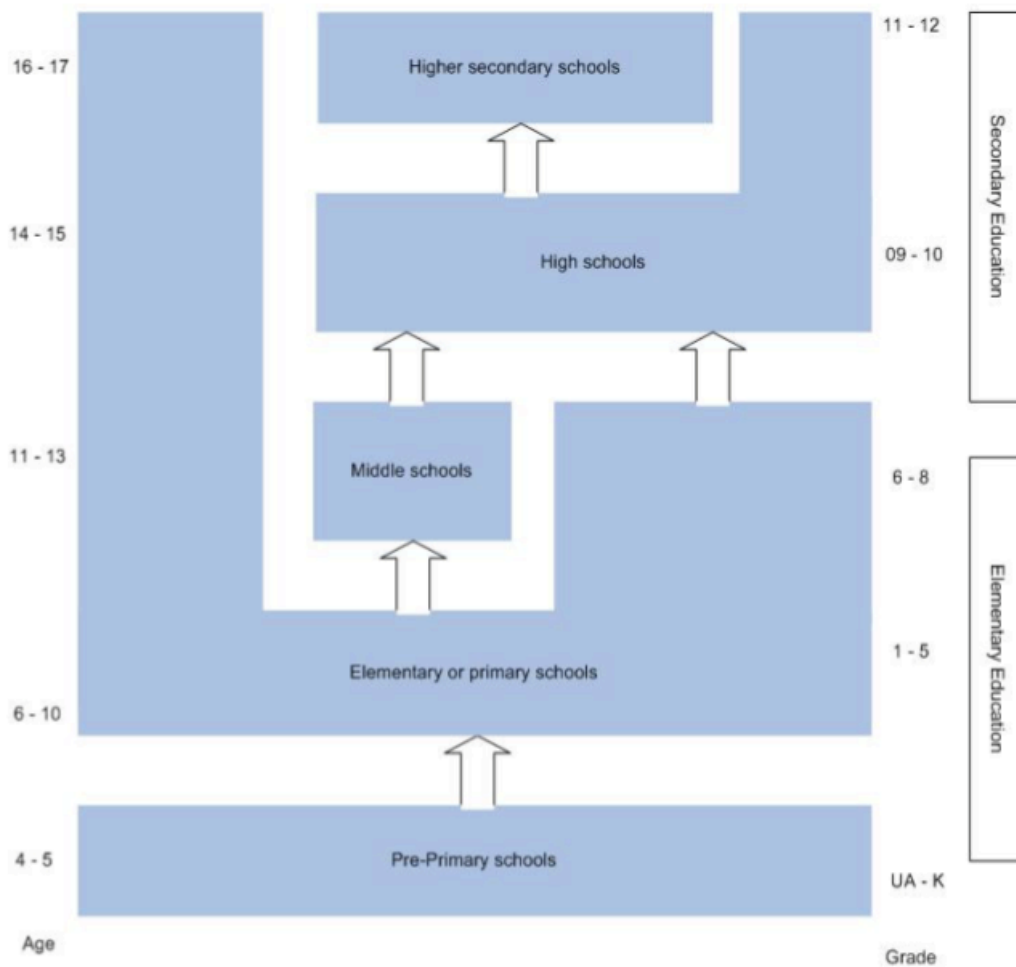 11 - 12
16 - 17
Higher secondary schools
Secondary Education
14 - 15
High schools
09 - 10
11 - 13
Middle schools
6 - 8
Elementary Education
1 - 5
Elementary or primary schools
6 - 10
4 - 5
Pre-Primary schools
UA - K
Age
Grade